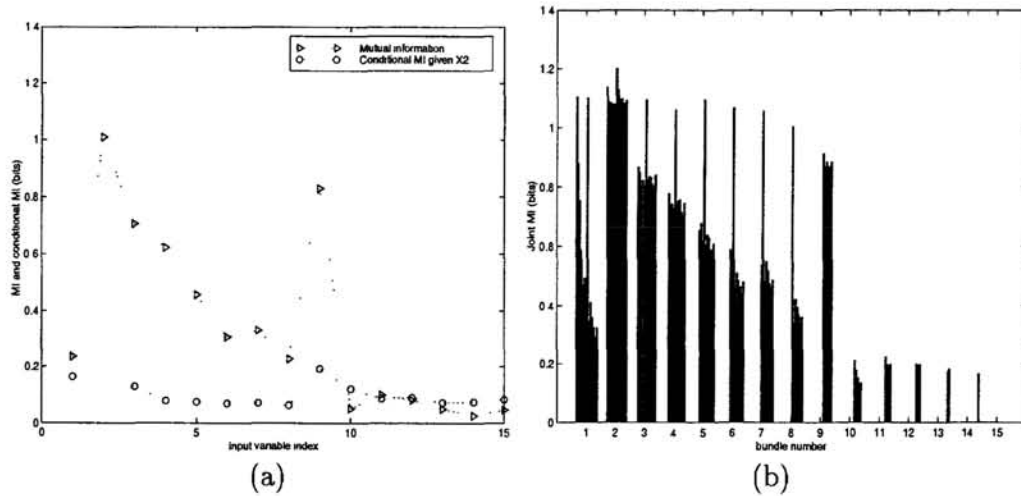 1 4
1 2
1
0.8
0.6
0.4
0.2
0
MI and conditional MI (bits)
Mutual information
Conditional MI given X2
0 5 10 15
input variable index
(a)
1.4
1.2
1
0.8
0.6
0.4
0.2
0
Joint MI (bits)
1 2 3 4 5 6 7 8 9 10 11 12 13 14 15
bundle number
(b)